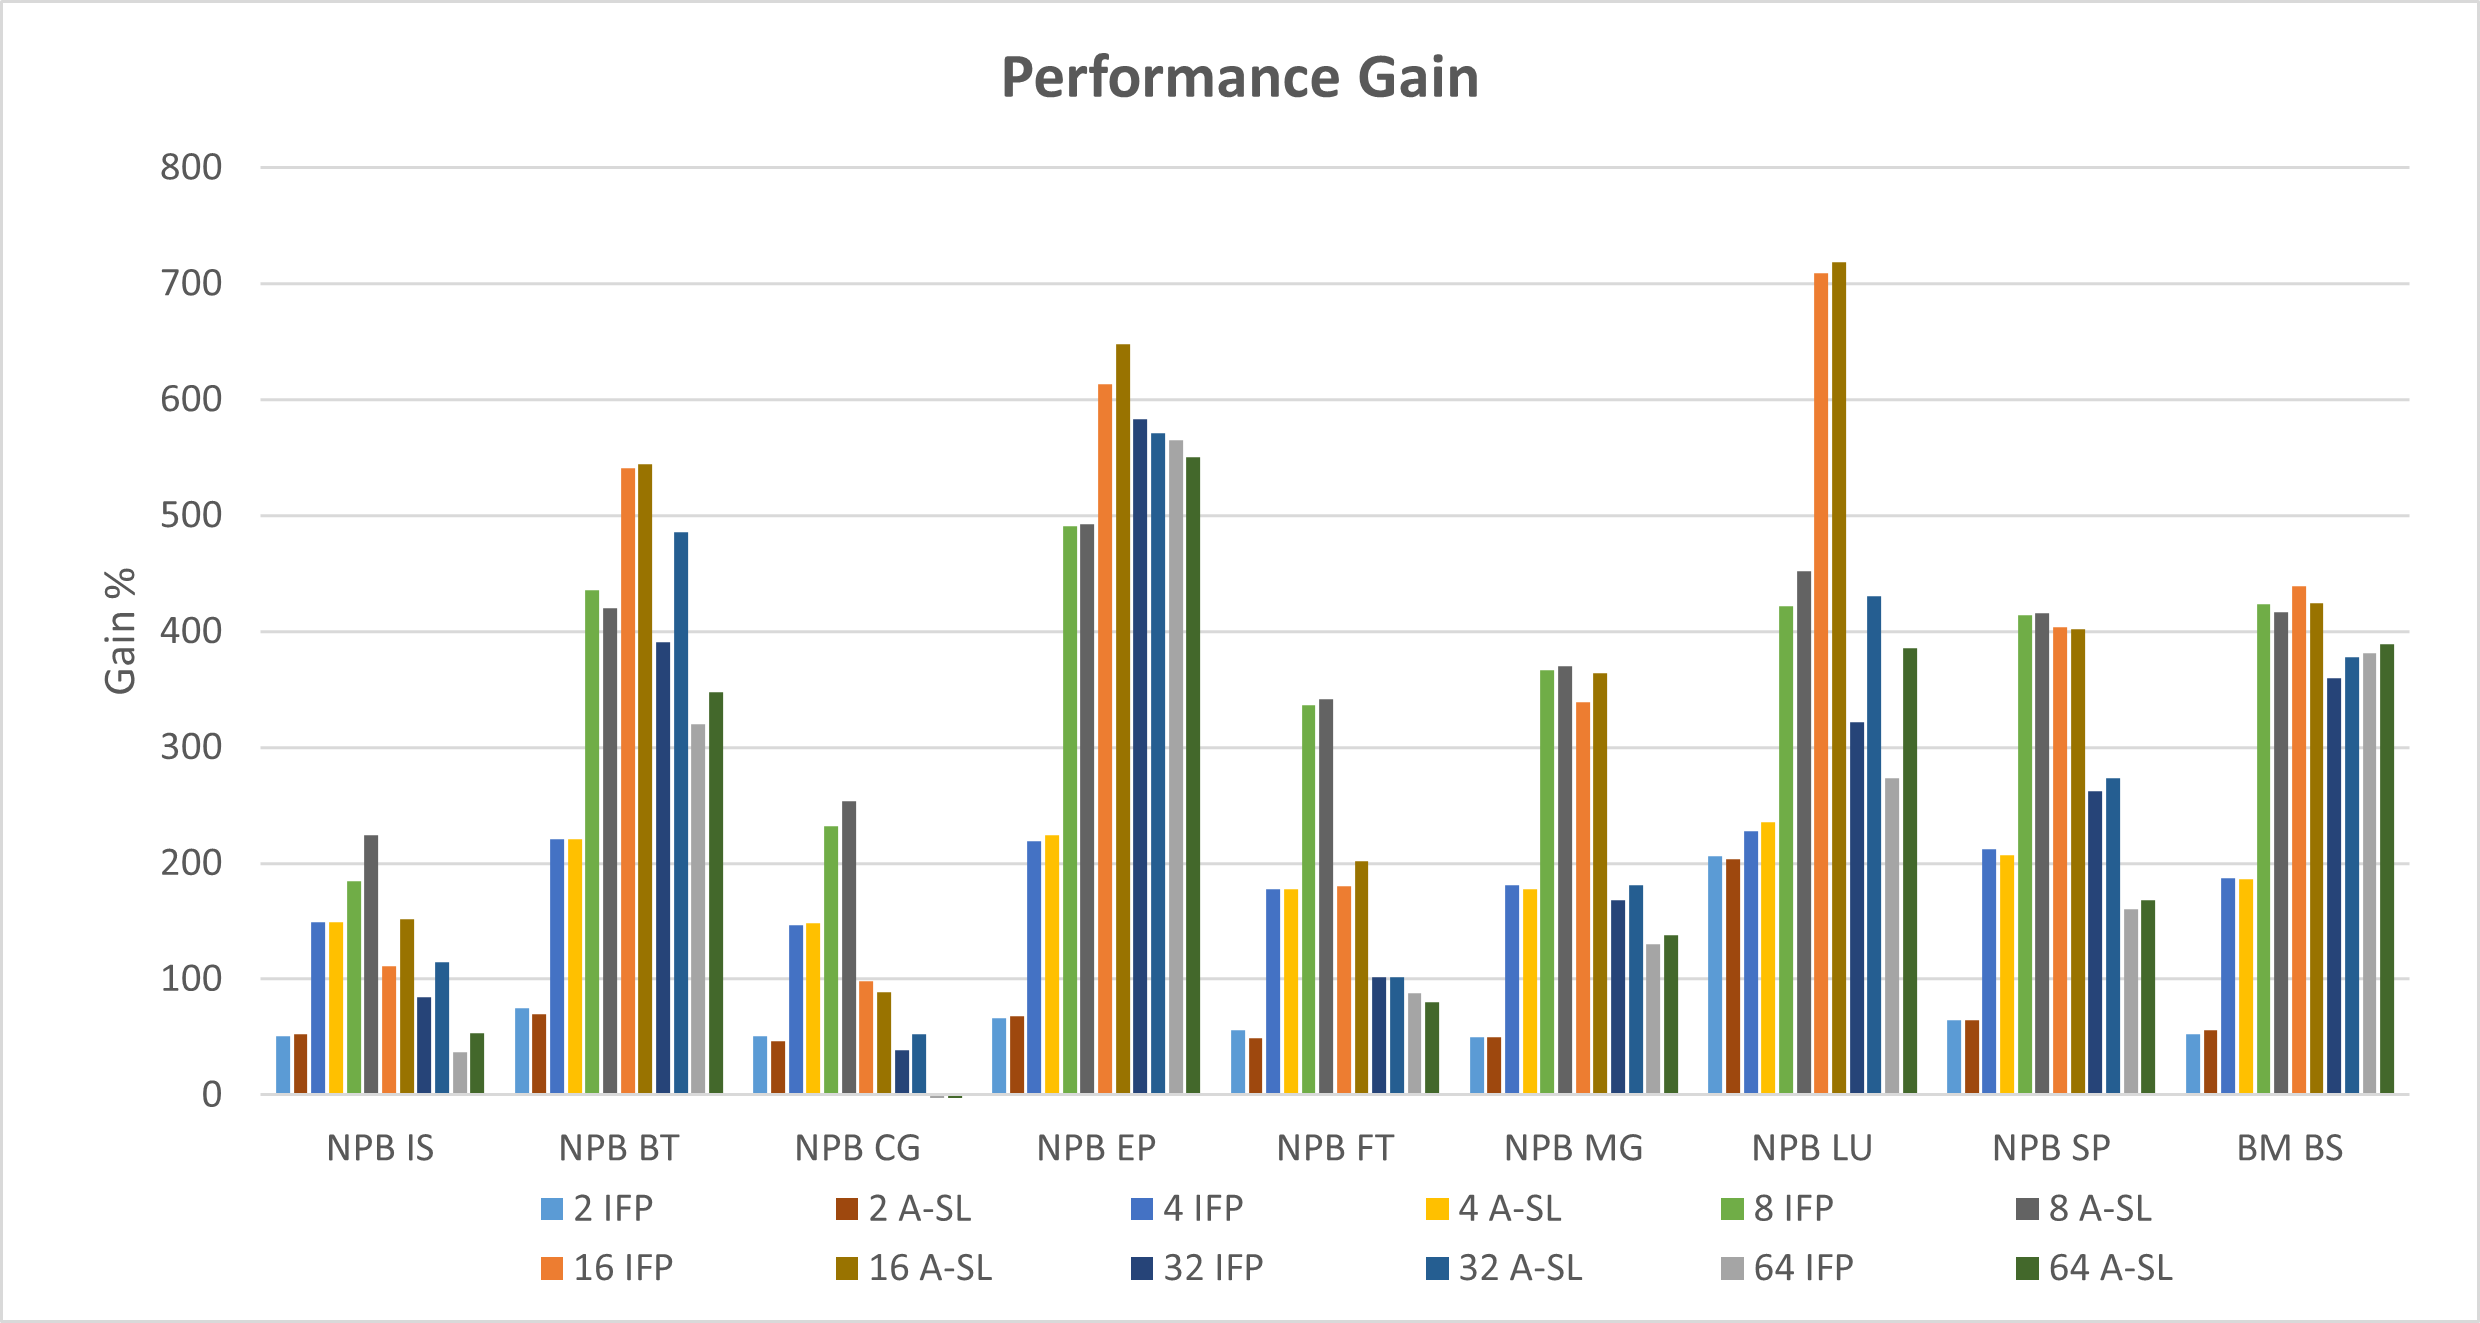 Performance Gain
800
700
600
500
400
300
200
100
0
Gain %
NPB IS NPB BT NPB CG NPB EP NPB FT NPB MG NPB LU NPB SP BM BS
2 IFP 2 A-SL 4 IFP 4 A-SL 8 IFP 8 A-SL
16 IFP 16 A-SL 32 IFP 32 A-SL 64 IFP 64 A-SL